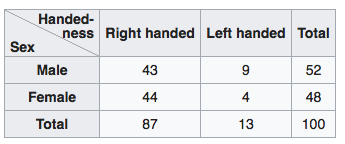 Handed-
ness
Sex
Right handed Left handed Total
Male 43 9 52
Female 44 4 48
Total 87 13 100